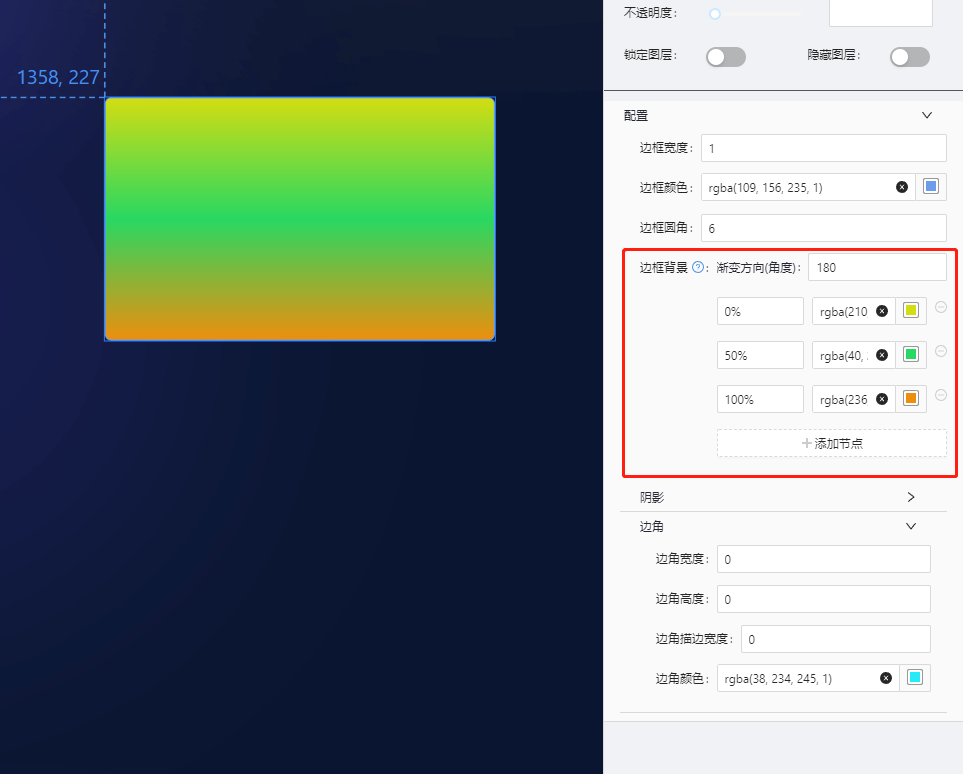 不透明度：
锁定图层：
隐藏图层：
1358, 227
配置
边框宽度：
1
边框颜色：
rgba(109, 156, 235, 1)
边框圆角：
6
边框背景 ?：
渐变方向(角度)：
180
0%
rgba(210
50%
rgba(40,
100%
rgba(236
添加节点
阴影
边角
边角宽度：
0
边角高度：
0
边角描边宽度：
0
边角颜色：
rgba(38, 234, 245, 1)